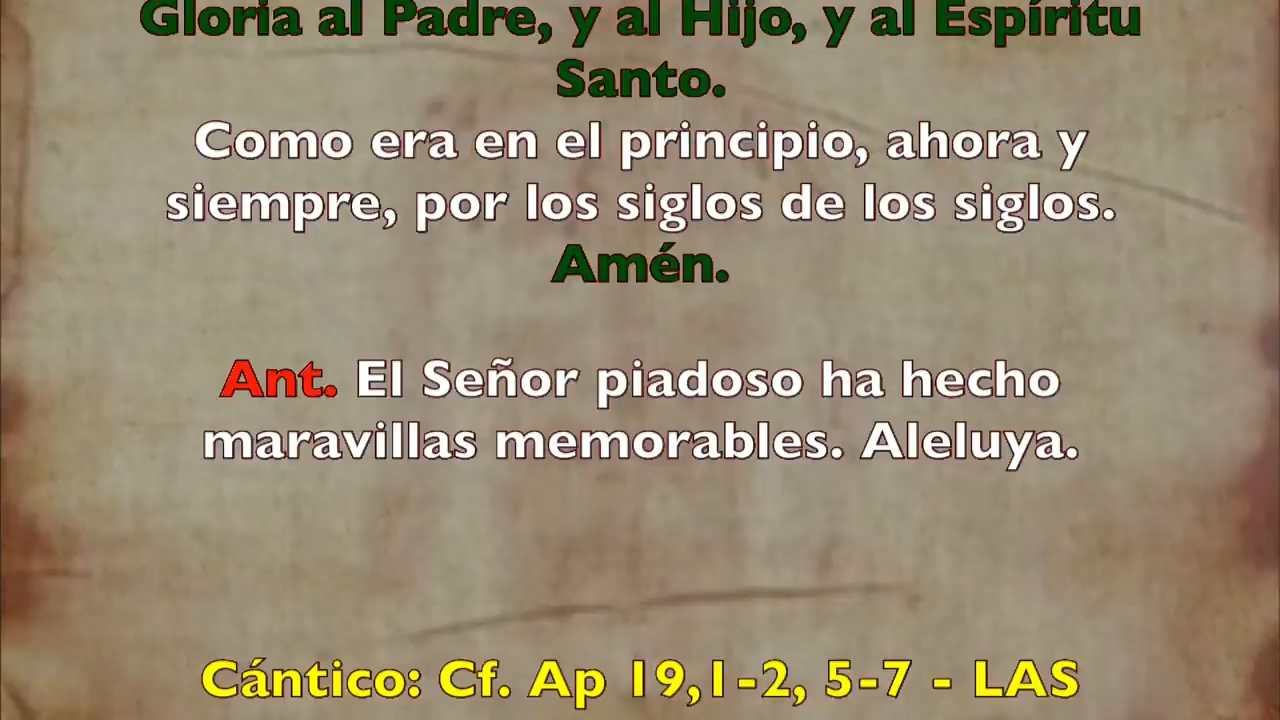 Gloria al Padre, y al Hijo, y al Espíritu
Santo.
Como era en el principio, ahora y
siempre, por los siglos de los siglos.
Amén.
Ant. El Señor piadoso ha hecho
maravillas memorables. Aleluya.
Cántico: Cf. Ap 19,1-2, 5-7 - LAS